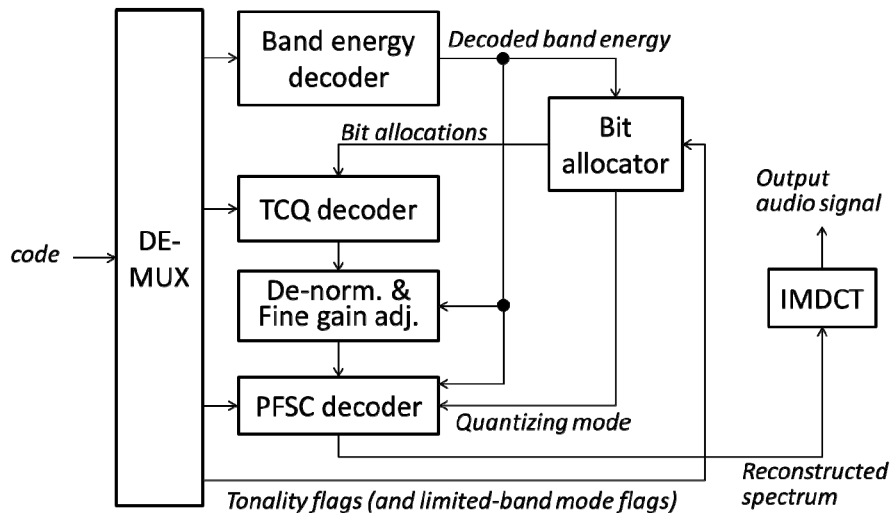 Band energy
decoder
Decoded band energy
Bit allocations
Bit
allocator
Output
audio signal
TCQ decoder
code
DE-
MUX
De-norm. &
Fine gain adj.
IMDCT
PFSC decoder
Quantizing mode
Reconstructed
spectrum
Tonality flags (and limited-band mode flags)